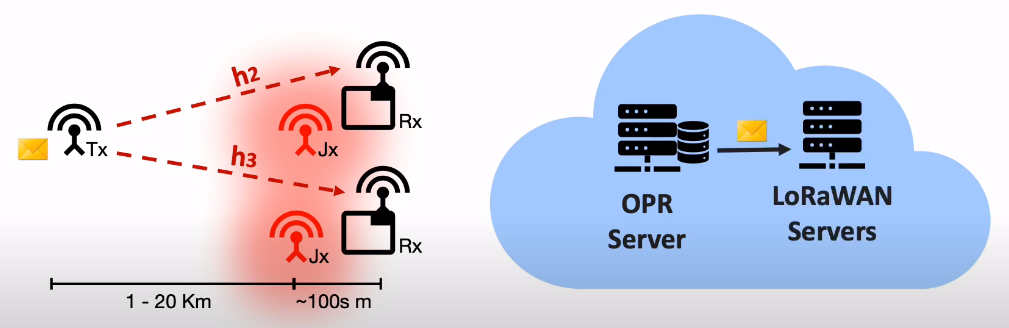 h2
Rx
Jx
Tx
h3
Rx
Jx
1 - 20 Km
~100s m
OPR
Server
LoRaWAN
Servers